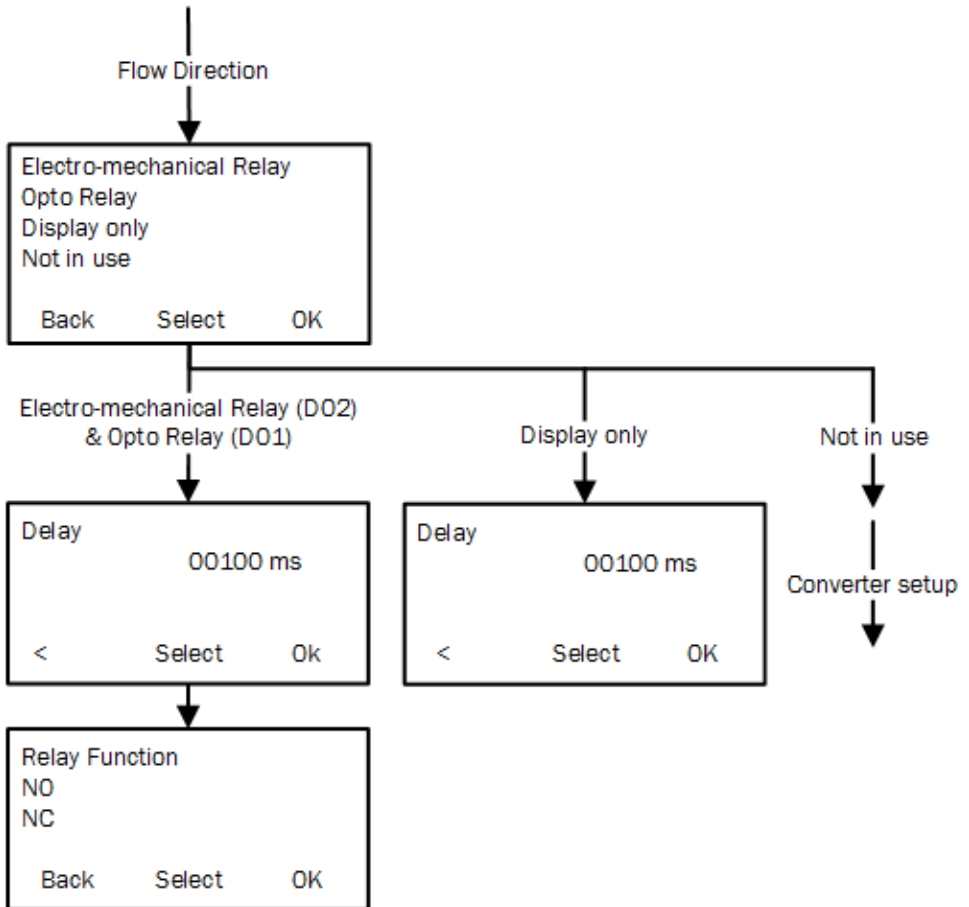 Flow Direction
Electro-mechanical Relay
Opto Relay
Display only
Not in use
Back Select OK
Electro-mechanical Relay (DO2)
& Opto Relay (DO1)
Display only
Not in use
Delay
00100 ms
< Select Ok
Delay
00100 ms
< Select OK
Converter setup
Relay Function
NO
NC
Back Select OK